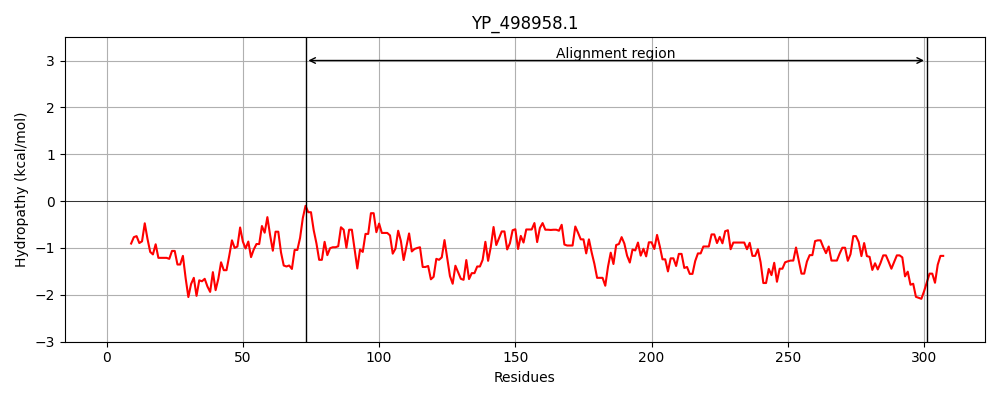 YP_498958.1
Alignment region
Hydropathy (kcal/mol)
3
2
1
0
−1
−2
−3
0 50 100 150 200 250 300
Residues